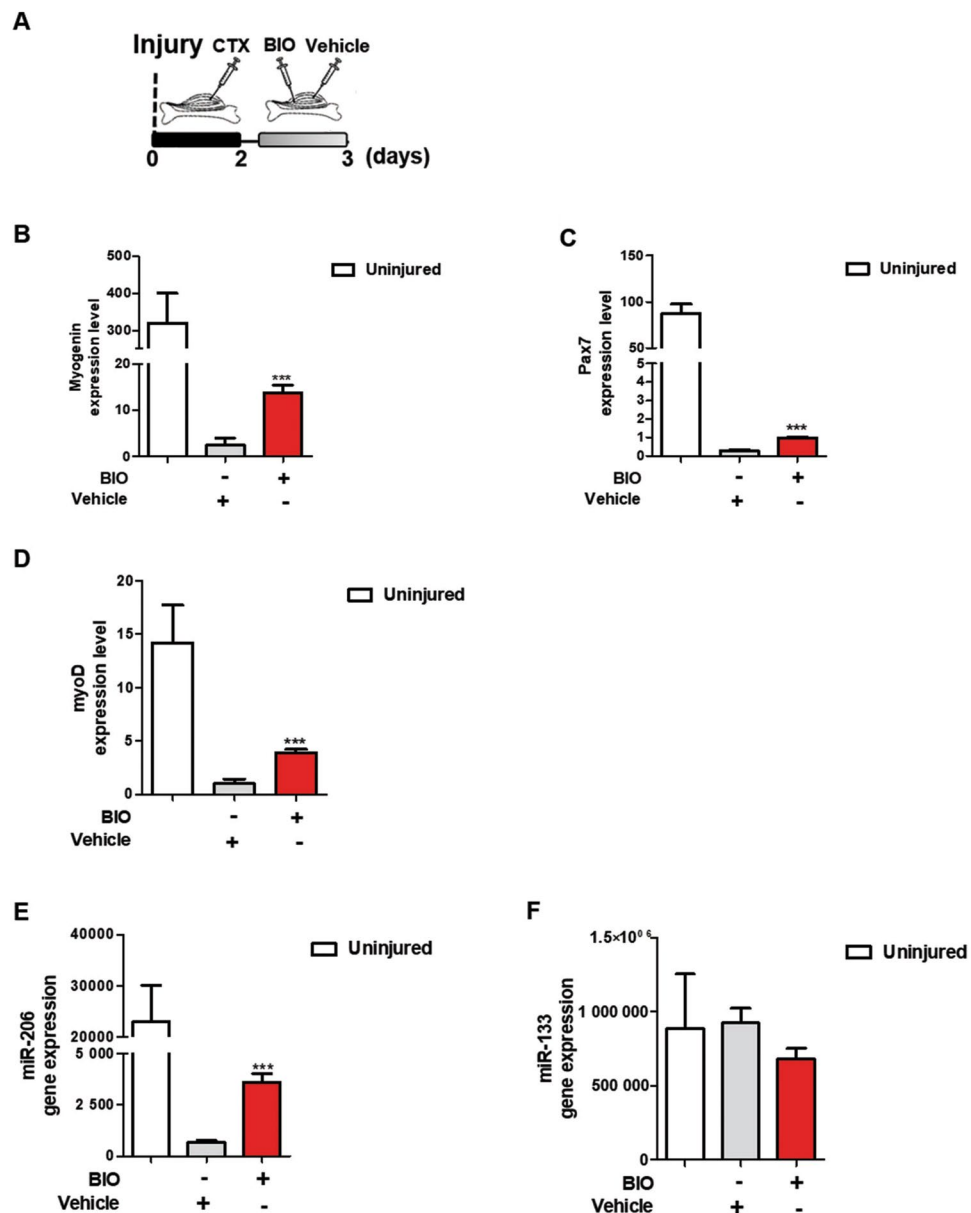 A
Injury CTX BIO Vehicle
0 2 3 (days)
B
Myogenin
expression level
500
400
300
20
10
0
***
Uninjured
BIO - +
Vehicle + -
C
Pax7
expression level
150
100
50
5
4
3
2
1
0
***
Uninjured
BIO - +
Vehicle + -
D
myoD
expression level
20
15
10
5
0
***
Uninjured
BIO - +
Vehicle + -
E
miR-206
gene expression
40000
30000
20000
5 000
2 500
0
***
Uninjured
BIO - +
Vehicle + -
F
miR-133
gene expression
1.5×10⁰ ⁶
1 000 000
500 000
0
Uninjured
BIO - +
Vehicle + -